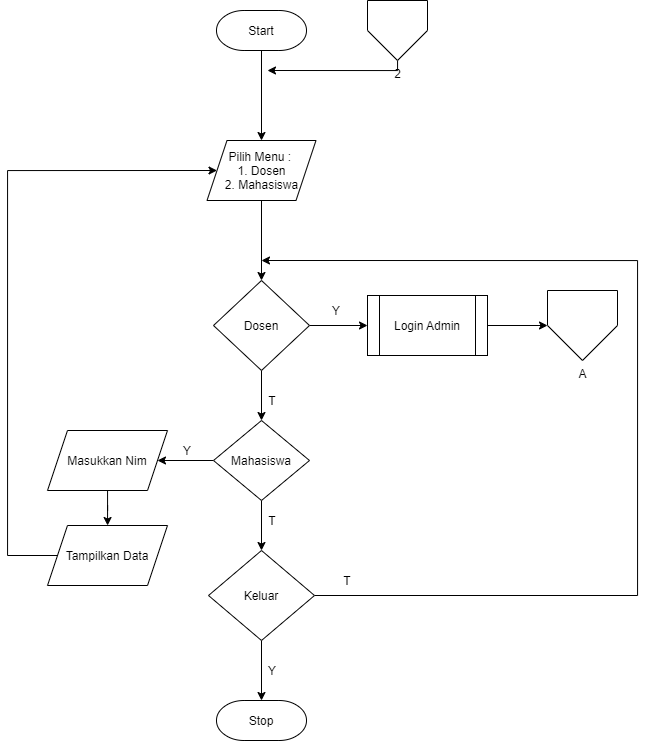 Start
2
Pilih Menu :
1. Dosen
2. Mahasiswa
Dosen
Y
Login Admin
A
T
Mahasiswa
Y
Masukkan Nim
T
Tampilkan Data
Keluar
T
Y
Stop